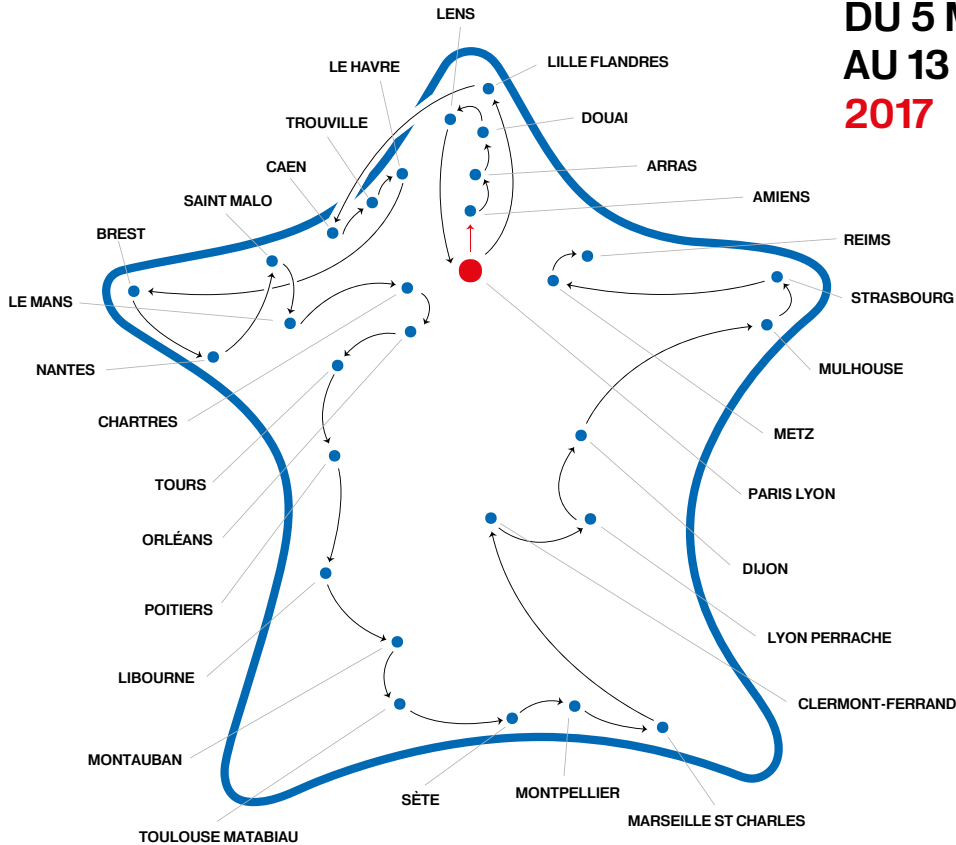 DU 5 M
AU 13
2017
LENS
LILLE FLANDRES
LE HAVRE
DOUAI
TROUVILLE
ARRAS
CAEN
AMIENS
SAINT MALO
REIMS
BREST
STRASBOURG
LE MANS
MULHOUSE
NANTES
CHARTRES
METZ
TOURS
PARIS LYON
ORLÉANS
DIJON
POITIERS
LYON PERRACHE
LIBOURNE
CLERMONT-FERRAND
MONTAUBAN
SÈTE
MONTPELLIER
MARSEILLE ST CHARLES
TOULOUSE MATABIAU